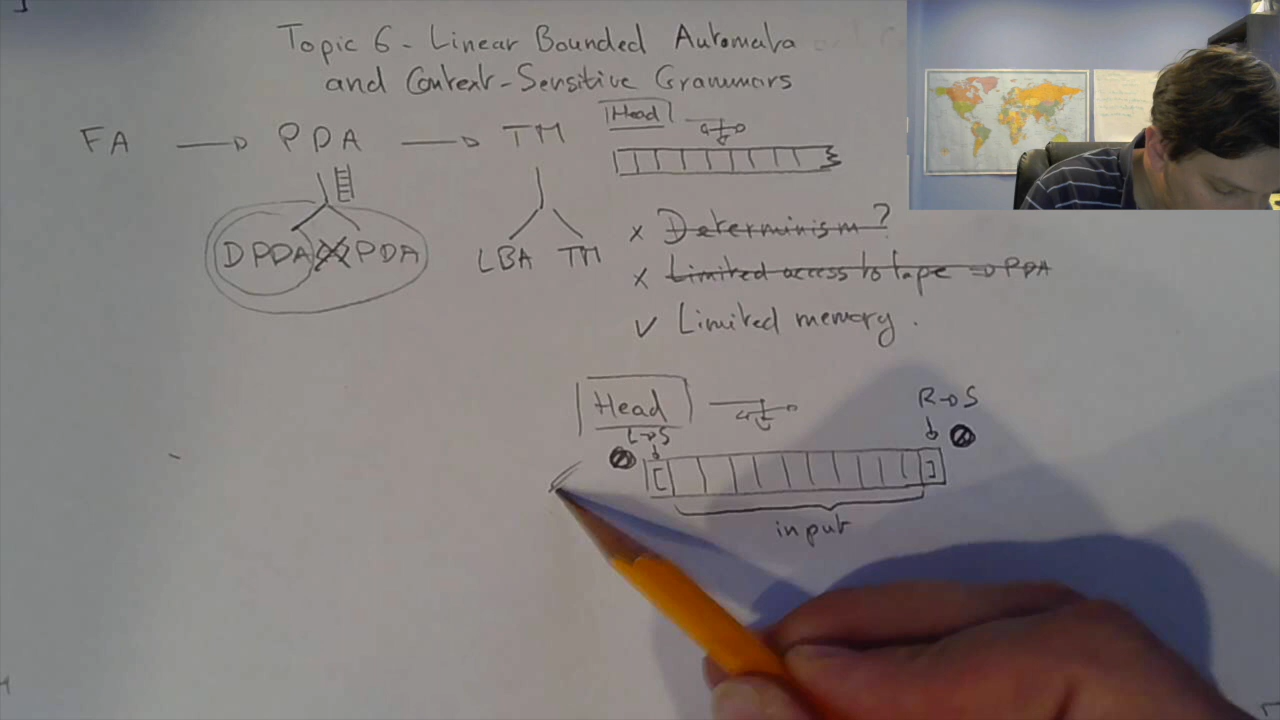 Topic 6 - Linear Bounded Automata
and Context-Sensitive Grammars
Head
FA → PDA → TM
DPDA PDA LBA TM
x Determinism?
x Limited access to tape → PDA
✓ Limited memory.
Head
R→S
L→S
[ ]
input